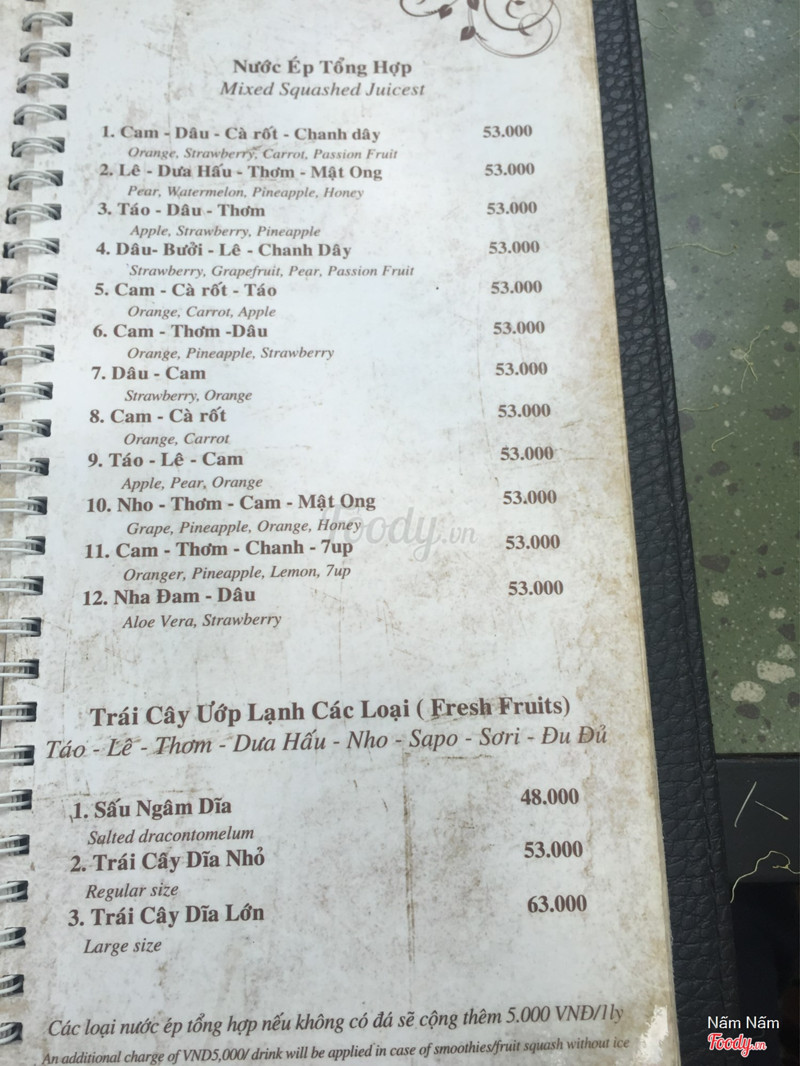 Nước Ép Tổng Hợp
Mixed Squashed Juicest
1. Cam - Dâu - Cà rốt - Chanh dây 53.000
Orange, Strawberry, Carrot, Passion Fruit
2. Lê - Dưa Hấu - Thơm - Mật Ong 53.000
Pear, Watermelon, Pineapple, Honey
3. Táo - Dâu - Thơm 53.000
Apple, Strawberry, Pineapple
4. Dâu- Bưởi - Lê - Chanh Dây 53.000
Strawberry, Grapefruit, Pear, Passion Fruit
5. Cam - Cà rốt - Táo 53.000
Orange, Carrot, Apple
6. Cam - Thơm -Dâu 53.000
Orange, Pineapple, Strawberry
7. Dâu - Cam 53.000
Strawberry, Orange
8. Cam - Cà rốt 53.000
Orange, Carrot
9. Táo - Lê - Cam 53.000
Apple, Pear, Orange
10. Nho - Thơm - Cam - Mật Ong 53.000
Grape, Pineapple, Orange, Honey
Foody.vn
11. Cam - Thơm - Chanh - 7up 53.000
Oranger, Pineapple, Lemon, 7up
12. Nha Đam - Dâu 53.000
Aloe Vera, Strawberry
Trái Cây Ướp Lạnh Các Loại ( Fresh Fruits)
Táo - Lê - Thơm - Dưa Hấu - Nho - Sapo - Sơri - Đu Đủ
1. Sấu Ngâm Dĩa 48.000
Salted dracontomelum
2. Trái Cây Dĩa Nhỏ 53.000
Regular size
3. Trái Cây Dĩa Lớn 63.000
Large size
Các loại nước ép tổng hợp nếu không có đá sẽ cộng thêm 5.000 VNĐ/1ly
An additional charge of VND5,000/ drink will be applied in case of smoothies/fruit squash without ice
Nấm Nấm
Foody.vn